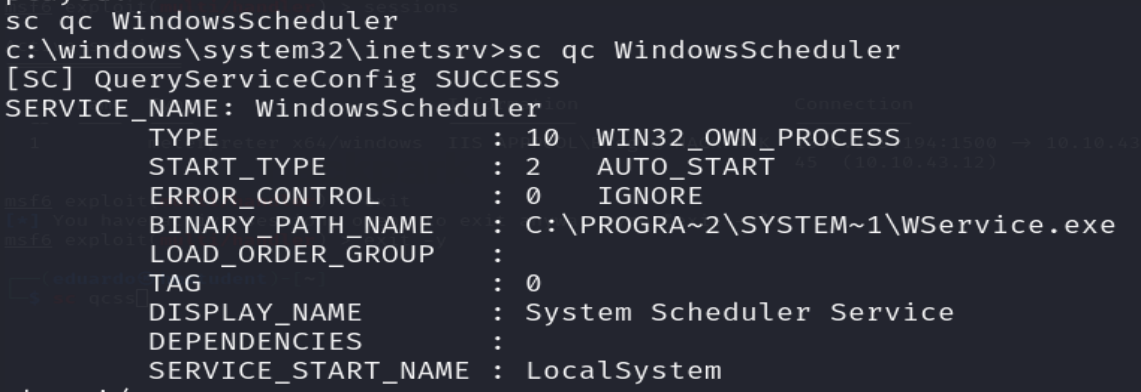 sc qc WindowsScheduler
c:\windows\system32\inetsrv>sc qc WindowsScheduler
[SC] QueryServiceConfig SUCCESS
SERVICE_NAME: WindowsScheduler
TYPE : 10 WIN32_OWN_PROCESS
START_TYPE : 2 AUTO_START
ERROR_CONTROL : 0 IGNORE
BINARY_PATH_NAME : C:\PROGRA~2\SYSTEM~1\WService.exe
LOAD_ORDER_GROUP :
TAG : 0
DISPLAY_NAME : System Scheduler Service
DEPENDENCIES :
SERVICE_START_NAME : LocalSystem